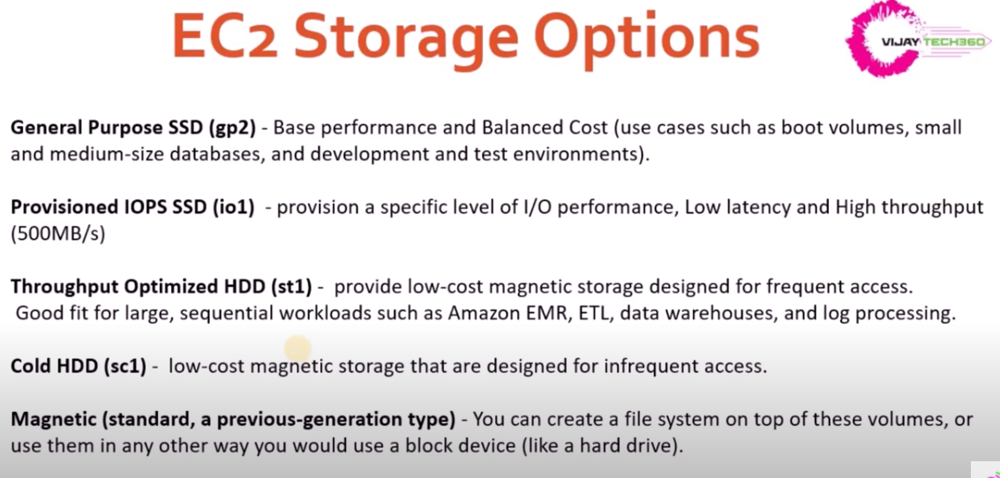 EC2 Storage Options
VIJAY TECH360
General Purpose SSD (gp2) - Base performance and Balanced Cost (use cases such as boot volumes, small
and medium-size databases, and development and test environments).
Provisioned IOPS SSD (io1) - provision a specific level of I/O performance, Low latency and High throughput
(500MB/s)
Throughput Optimized HDD (st1) - provide low-cost magnetic storage designed for frequent access.
Good fit for large, sequential workloads such as Amazon EMR, ETL, data warehouses, and log processing.
Cold HDD (sc1) - low-cost magnetic storage that are designed for infrequent access.
Magnetic (standard, a previous-generation type) - You can create a file system on top of these volumes, or
use them in any other way you would use a block device (like a hard drive).